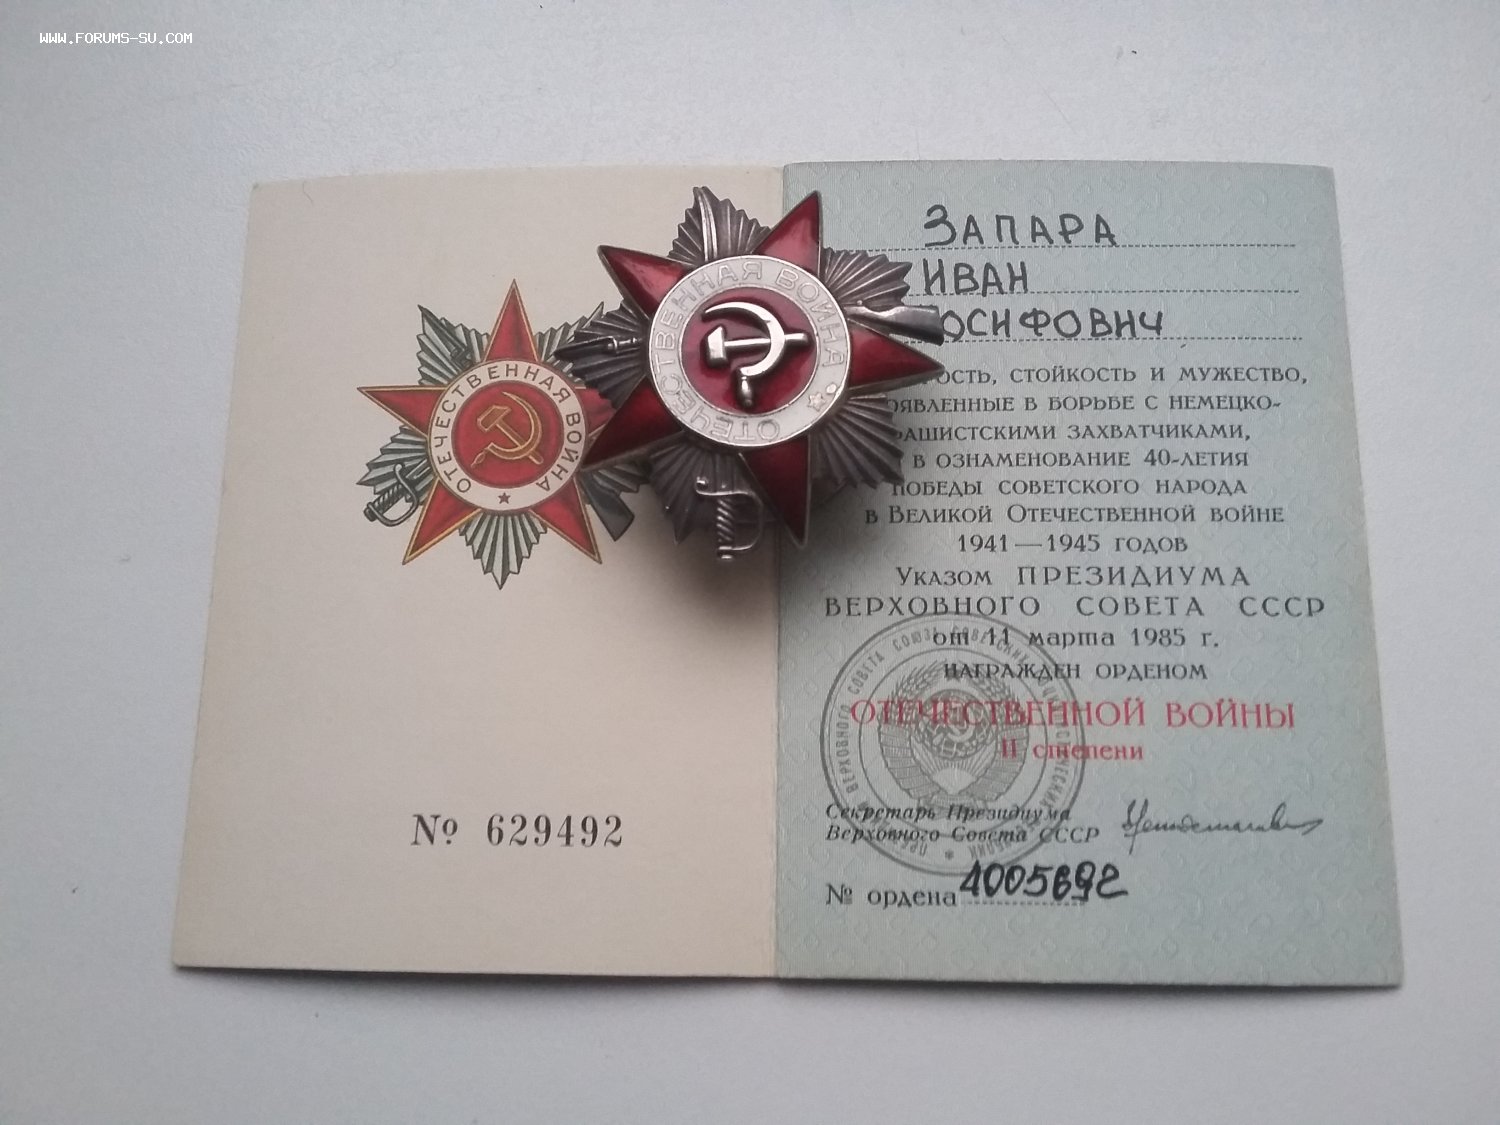 WWW.FORUMS-SU.COM
ОТЕЧЕСТВЕННАЯ ВОЙНА
ОТЕЧЕСТВЕННАЯ ВОЙНА
№ 629492
ЗАПАРА
ИВАН
ОСИФОВИЧ
РОСТЬ, СТОЙКОСТЬ И МУЖЕСТВО,
ОЯВЛЕННЫЕ В БОРЬБЕ С НЕМЕЦКО-
ФАШИСТСКИМИ ЗАХВАТЧИКАМИ,
И В ОЗНАМЕНОВАНИЕ 40-ЛЕТИЯ
ПОБЕДЫ СОВЕТСКОГО НАРОДА
в Великой Отечественной войне
1941—1945 годов
Указом ПРЕЗИДИУМА
ВЕРХОВНОГО СОВЕТА СССР
от 11 марта 1985 г.
НАГРАЖДЕН ОРДЕНОМ
ОТЕЧЕСТВЕННОЙ ВОЙНЫ
II степени
Секретарь Президиума
Верховного Совета СССР
№ ордена 4005692